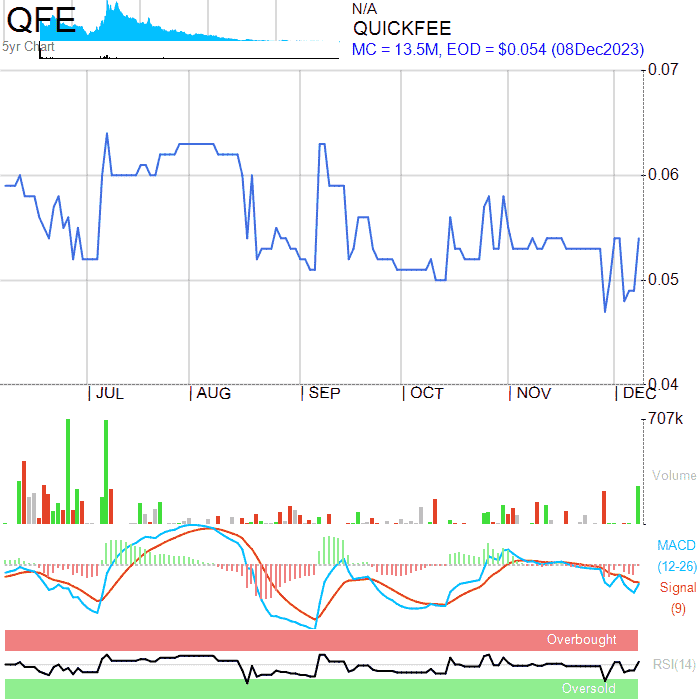 QFE
5yr Chart
N/A
QUICKFEE
MC = 13.5M, EOD = $0.054 (08Dec2023)
0.07
0.06
0.05
0.04
JUL AUG SEP OCT NOV DEC
707k
Volume
MACD
(12-26)
Signal
(9)
Overbought
RSI(14)
Oversold